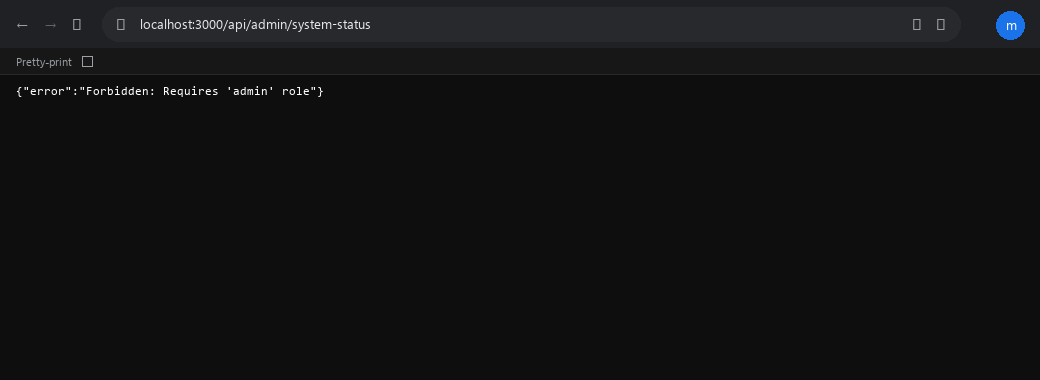 ← →
localhost:3000/api/admin/system-status
m
Pretty-print
{"error":"Forbidden: Requires 'admin' role"}